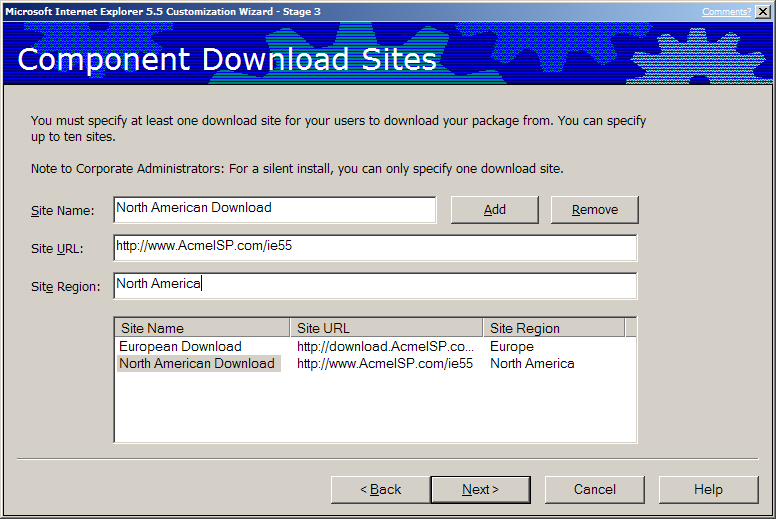 Microsoft Internet Explorer 5.5 Customization Wizard - Stage 3 Comments?
Component Download Sites
You must specify at least one download site for your users to download your package from. You can specify
up to ten sites.
Note to Corporate Administrators: For a silent install, you can only specify one download site.
Site Name: North American Download Add Remove
Site URL: http://www.AcmeISP.com/ie55
Site Region: North America
Site Name Site URL Site Region
European Download http://download.AcmeISP.co... Europe
North American Download http://www.AcmeISP.com/ie55 North America
< Back Next > Cancel Help